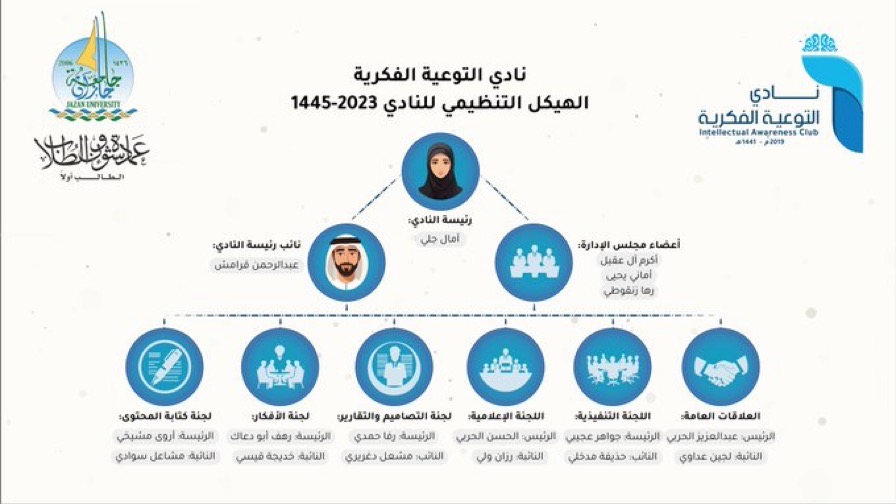 نادي التوعية الفكرية
الهيكل التنظيمي للنادي 2023-1445
نــادي
التوعية الفكرية
Intellectual Awareness Club
2019م - 1441هـ
2006
١٤٢٦
جامعة جازان
JAZAN UNIVERSITY
عمادة شؤون الطلاب
الطالــب أولاً
رئيسة النادي:
آمال جلي
أعضاء مجلس الإدارة:
أكرم آل عقيل
أماني يحيى
رها زنقوطي
نائب رئيسة النادي:
عبدالرحمن قرامش
العلاقات العامة:
الرئيس: عبدالعزيز الحربي
النائبة: لجين عداوي
اللجنة التنفيذية:
الرئيسة: جواهر عجيبي
النائب: حذيفة مدخلي
اللجنة الإعلامية:
الرئيس: الحسن الحربي
النائبة: رزان ولي
لجنة التصاميم والتقارير:
الرئيسة: رفا حمدي
النائب: مشعل دغريري
لجنة الأفكار:
الرئيسة: رهف أبو دعاك
النائبة: خديجة قيسي
لجنة كتابة المحتوى:
الرئيسة: أروى مشيخي
النائبة: مشاعل سوادي